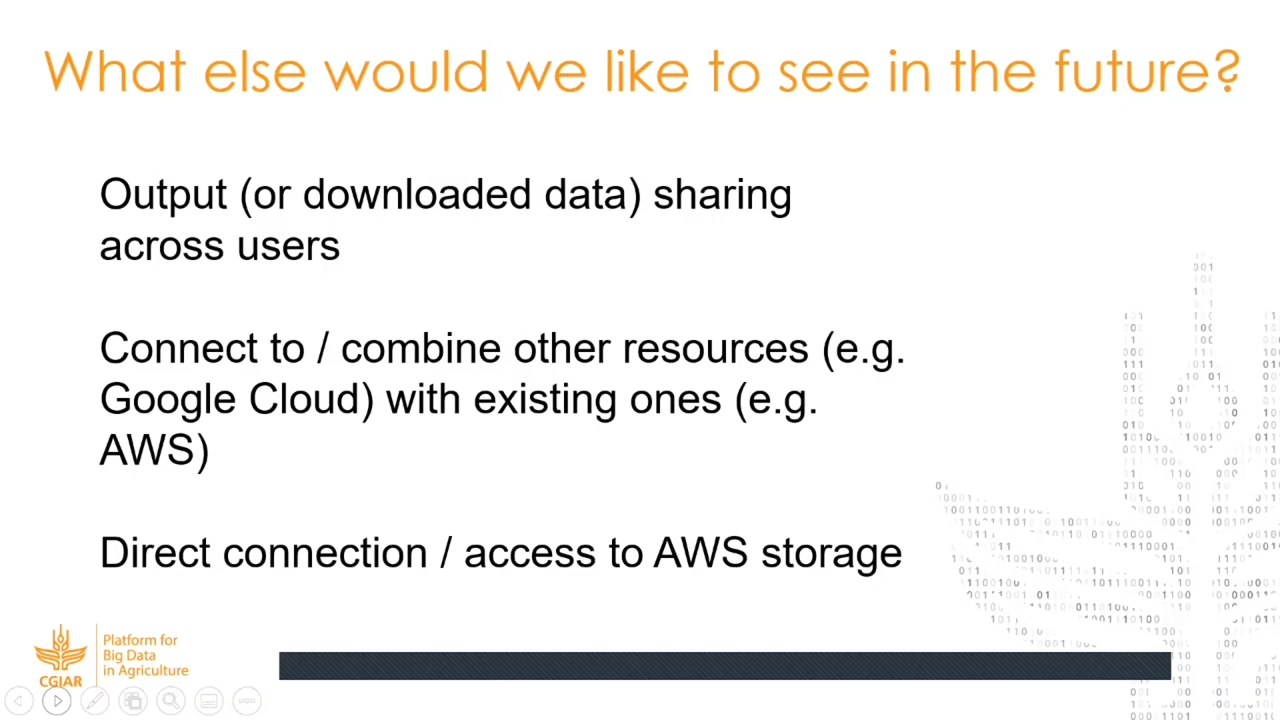 What else would we like to see in the future?
Output (or downloaded data) sharing
across users
Connect to / combine other resources (e.g.
Google Cloud) with existing ones (e.g.
AWS)
Direct connection / access to AWS storage
Platform for
Big Data
in Agriculture
CGIAR